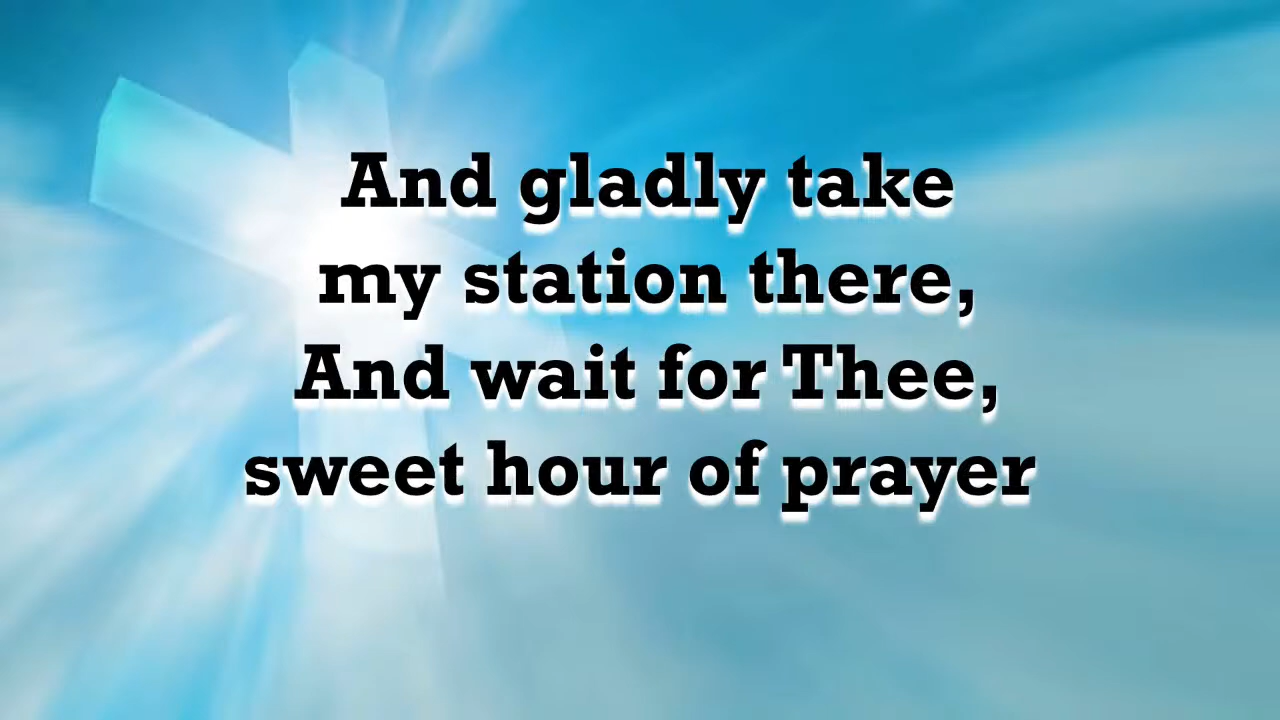 And gladly take
my station there,
And wait for Thee,
sweet hour of prayer